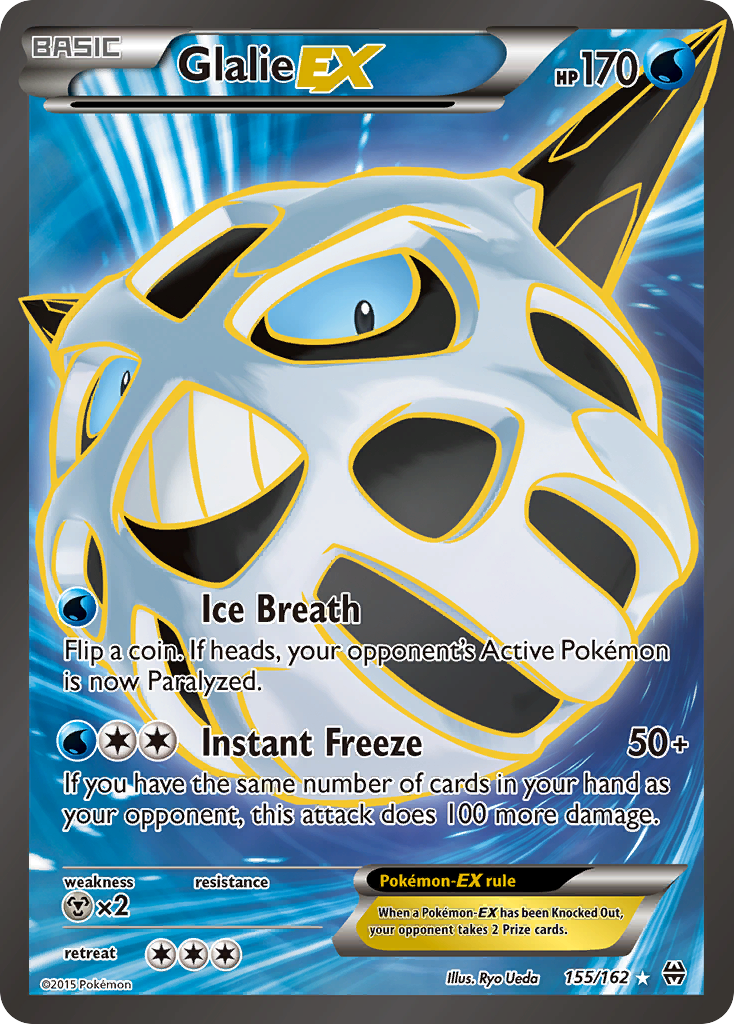 BASIC
Glalie EX
HP 170
Ice Breath
Flip a coin. If heads, your opponent's Active Pokémon
is now Paralyzed.
Instant Freeze 50+
If you have the same number of cards in your hand as
your opponent, this attack does 100 more damage.
weakness resistance
×2
retreat
Pokémon-EX rule
When a Pokémon-EX has been Knocked Out,
your opponent takes 2 Prize cards.
©2015 Pokémon
Illus. Ryo Ueda 155/162